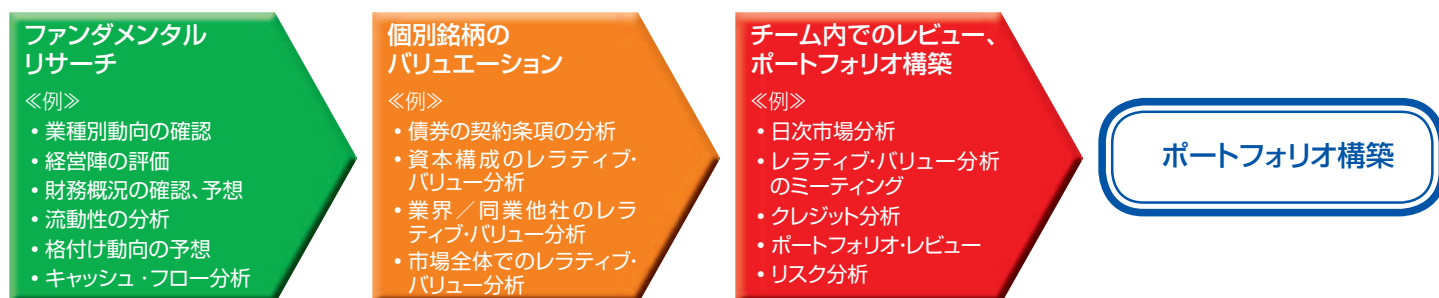 ファンダメンタル
リサーチ
≪例≫
• 業種別動向の確認
• 経営陣の評価
• 財務概況の確認、予想
• 流動性の分析
• 格付け動向の予想
• キャッシュ・フロー分析
個別銘柄の
バリュエーション
≪例≫
• 債券の契約条項の分析
• 資本構成のレラティブ・
バリュー分析
• 業界／同業他社のレラ
ティブ・バリュー分析
• 市場全体でのレラティブ・
バリュー分析
チーム内でのレビュー、
ポートフォリオ構築
≪例≫
• 日次市場分析
• レラティブ・バリュー分析
のミーティング
• クレジット分析
• ポートフォリオ・レビュー
• リスク分析
ポートフォリオ構築